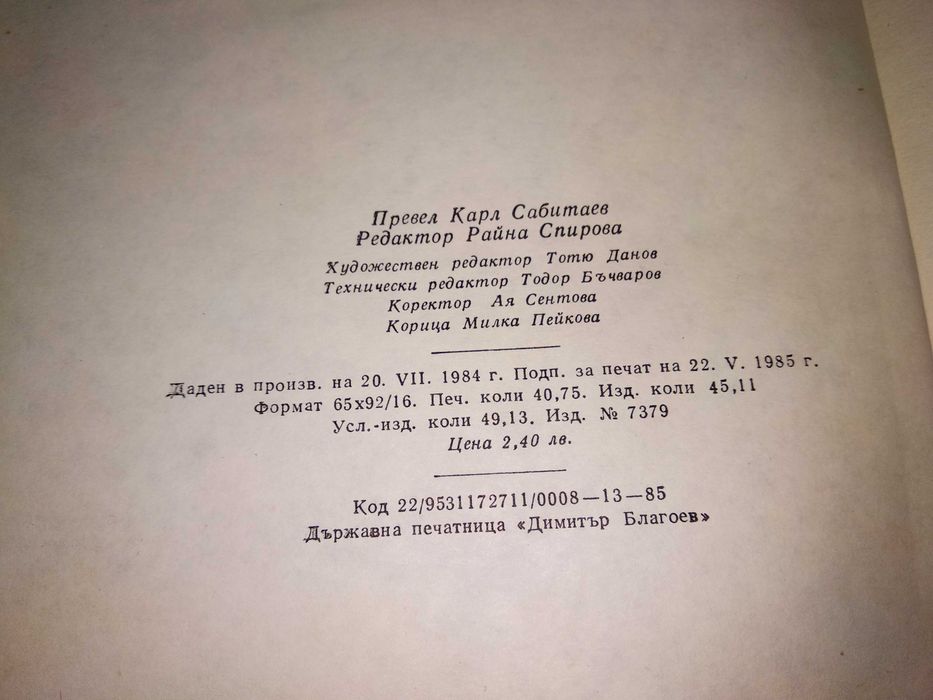 Превел Карл Сабитаев
Редактор Райна Спирова
Художествен редактор Тотю Данов
Технически редактор Тодор Бъчваров
Коректор Ая Сентова
Корица Милка Пейкова
Даден в произв. на 20. VII. 1984 г. Подп. за печат на 22. V. 1985 г.
Формат 65x92/16. Печ. коли 40,75. Изд. коли 45,11
Усл.-изд. коли 49,13. Изд. № 7379
Цена 2,40 лв.
Код 22/9531172711/0008—13—85
Държавна печатница «Димитър Благоев»